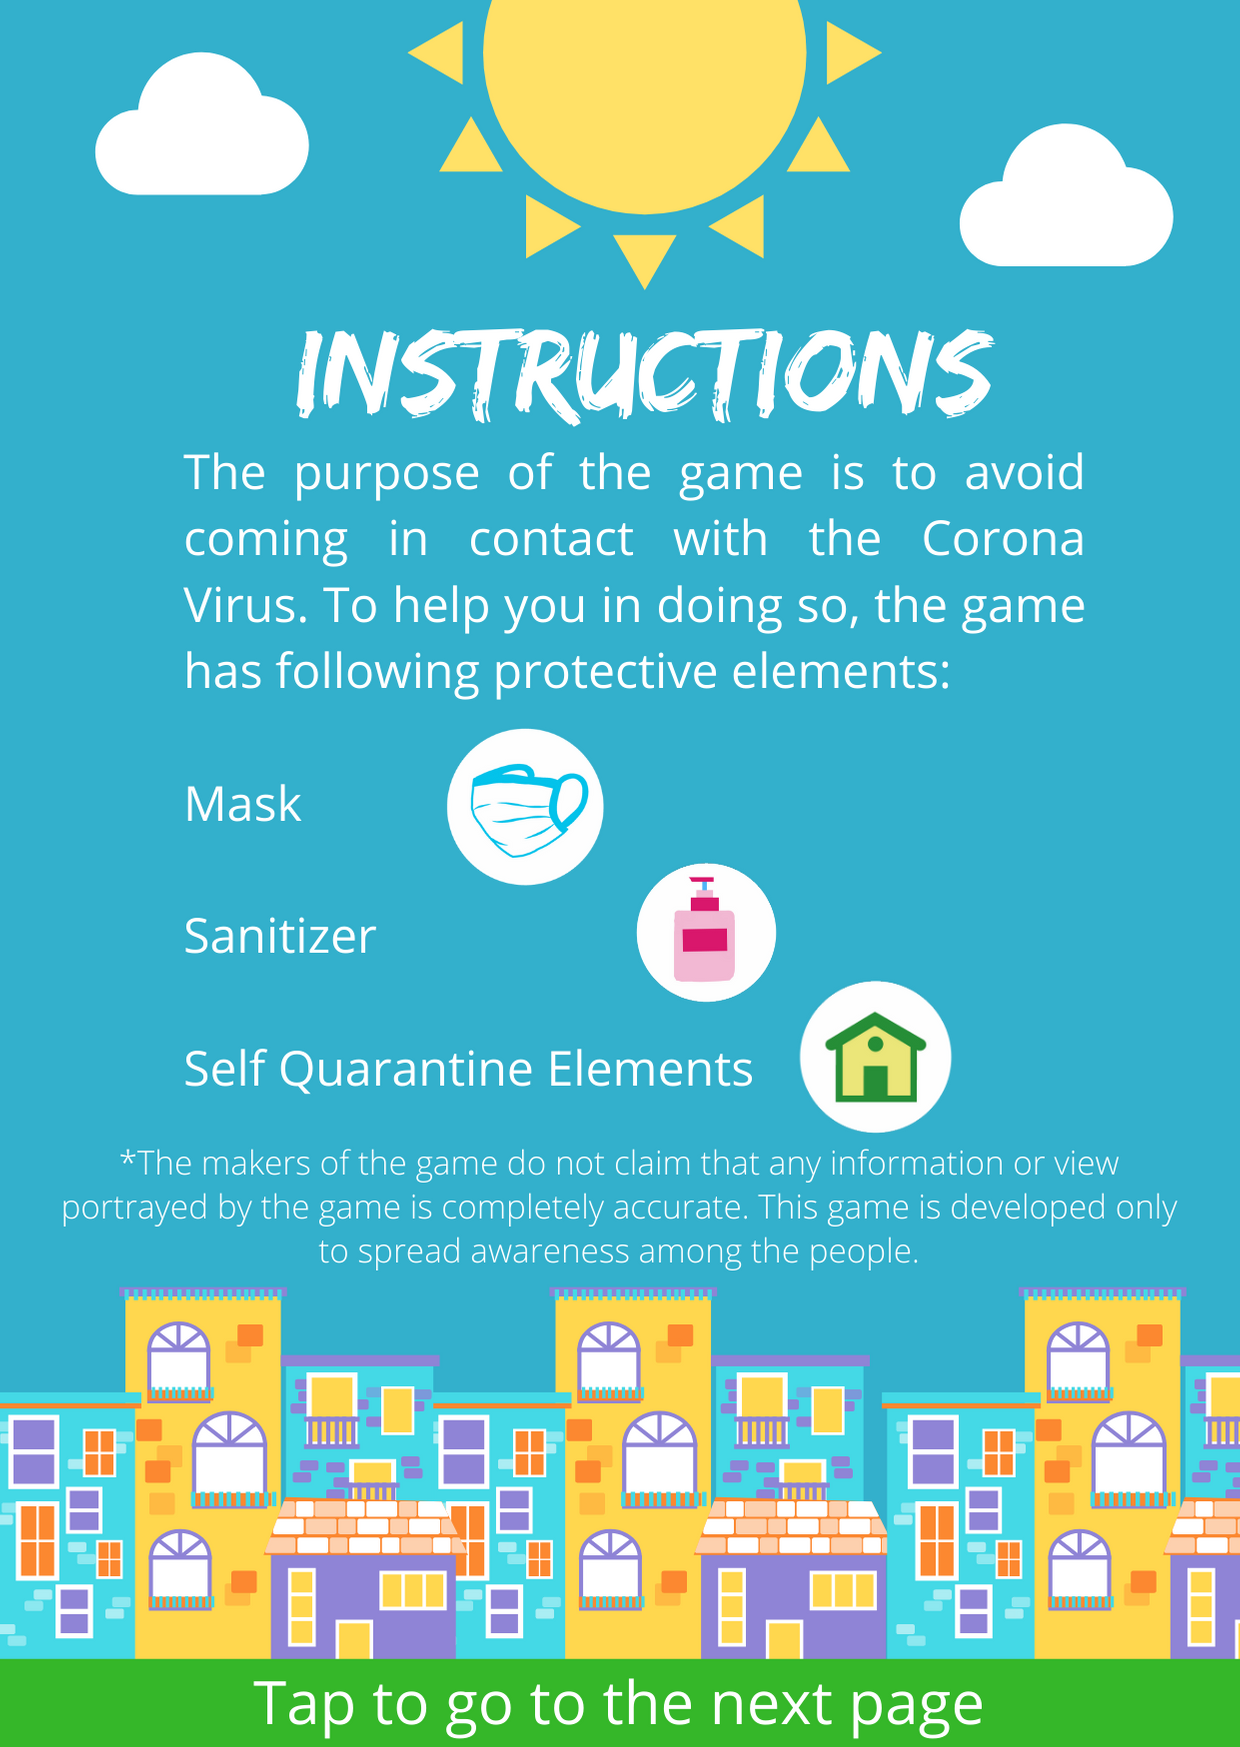 INSTRUCTIONS
The purpose of the game is to avoid
coming in contact with the Corona
Virus. To help you in doing so, the game
has following protective elements:
Mask
Sanitizer
Self Quarantine Elements
*The makers of the game do not claim that any information or view
portrayed by the game is completely accurate. This game is developed only
to spread awareness among the people.
Tap to go to the next page